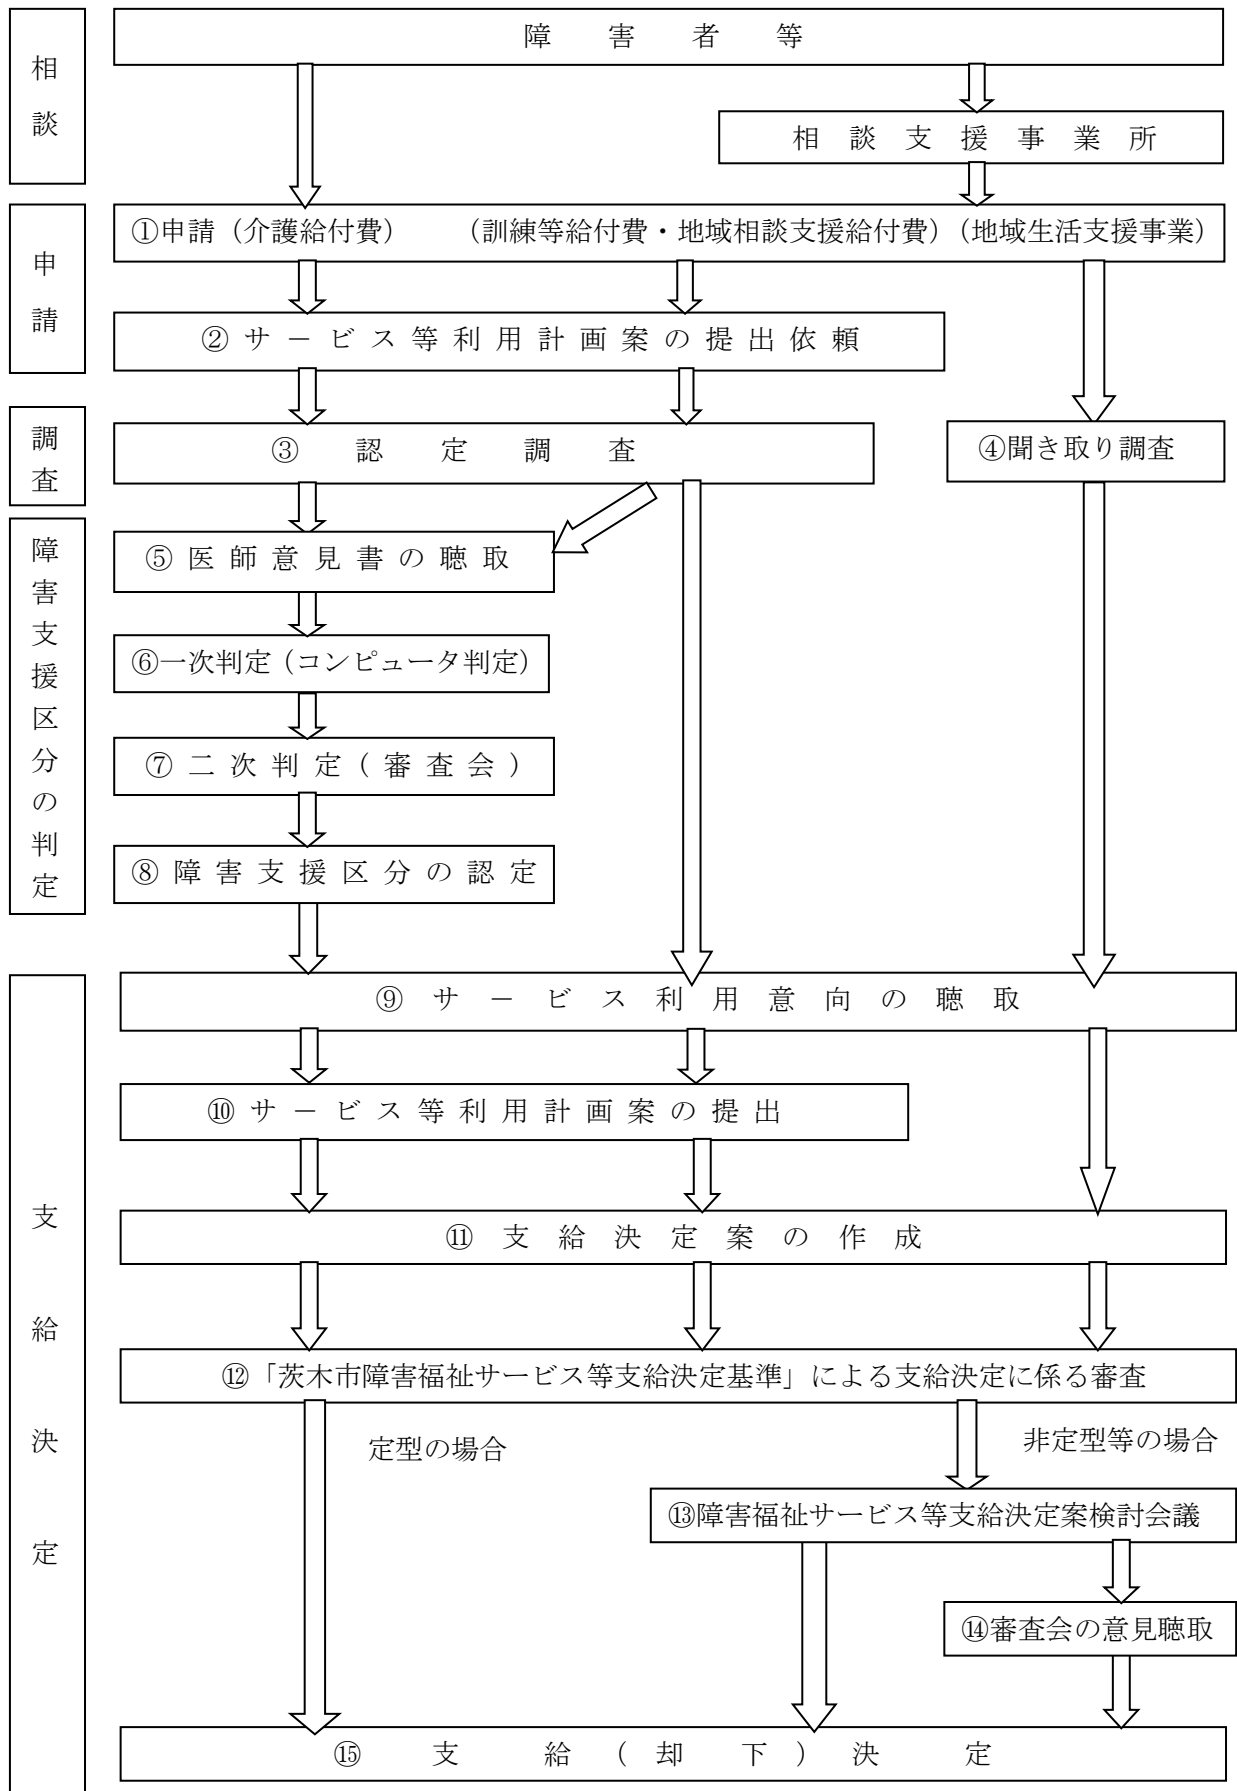 相談
障害者等
相談支援事業所
申請
①申請（介護給付費）　（訓練等給付費・地域相談支援給付費）（地域生活支援事業）
②サービス等利用計画案の提出依頼
調査
③認定調査
④聞き取り調査
障害支援区分の判定
⑤医師意見書の聴取
⑥一次判定（コンピュータ判定）
⑦二次判定（審査会）
⑧障害支援区分の認定
支給決定
⑨サービス利用意向の聴取
⑩サービス等利用計画案の提出
⑪支給決定案の作成
⑫「茨木市障害福祉サービス等支給決定基準」による支給決定に係る審査
定型の場合
非定型等の場合
⑬障害福祉サービス等支給決定案検討会議
⑭審査会の意見聴取
⑮支給（却下）決定